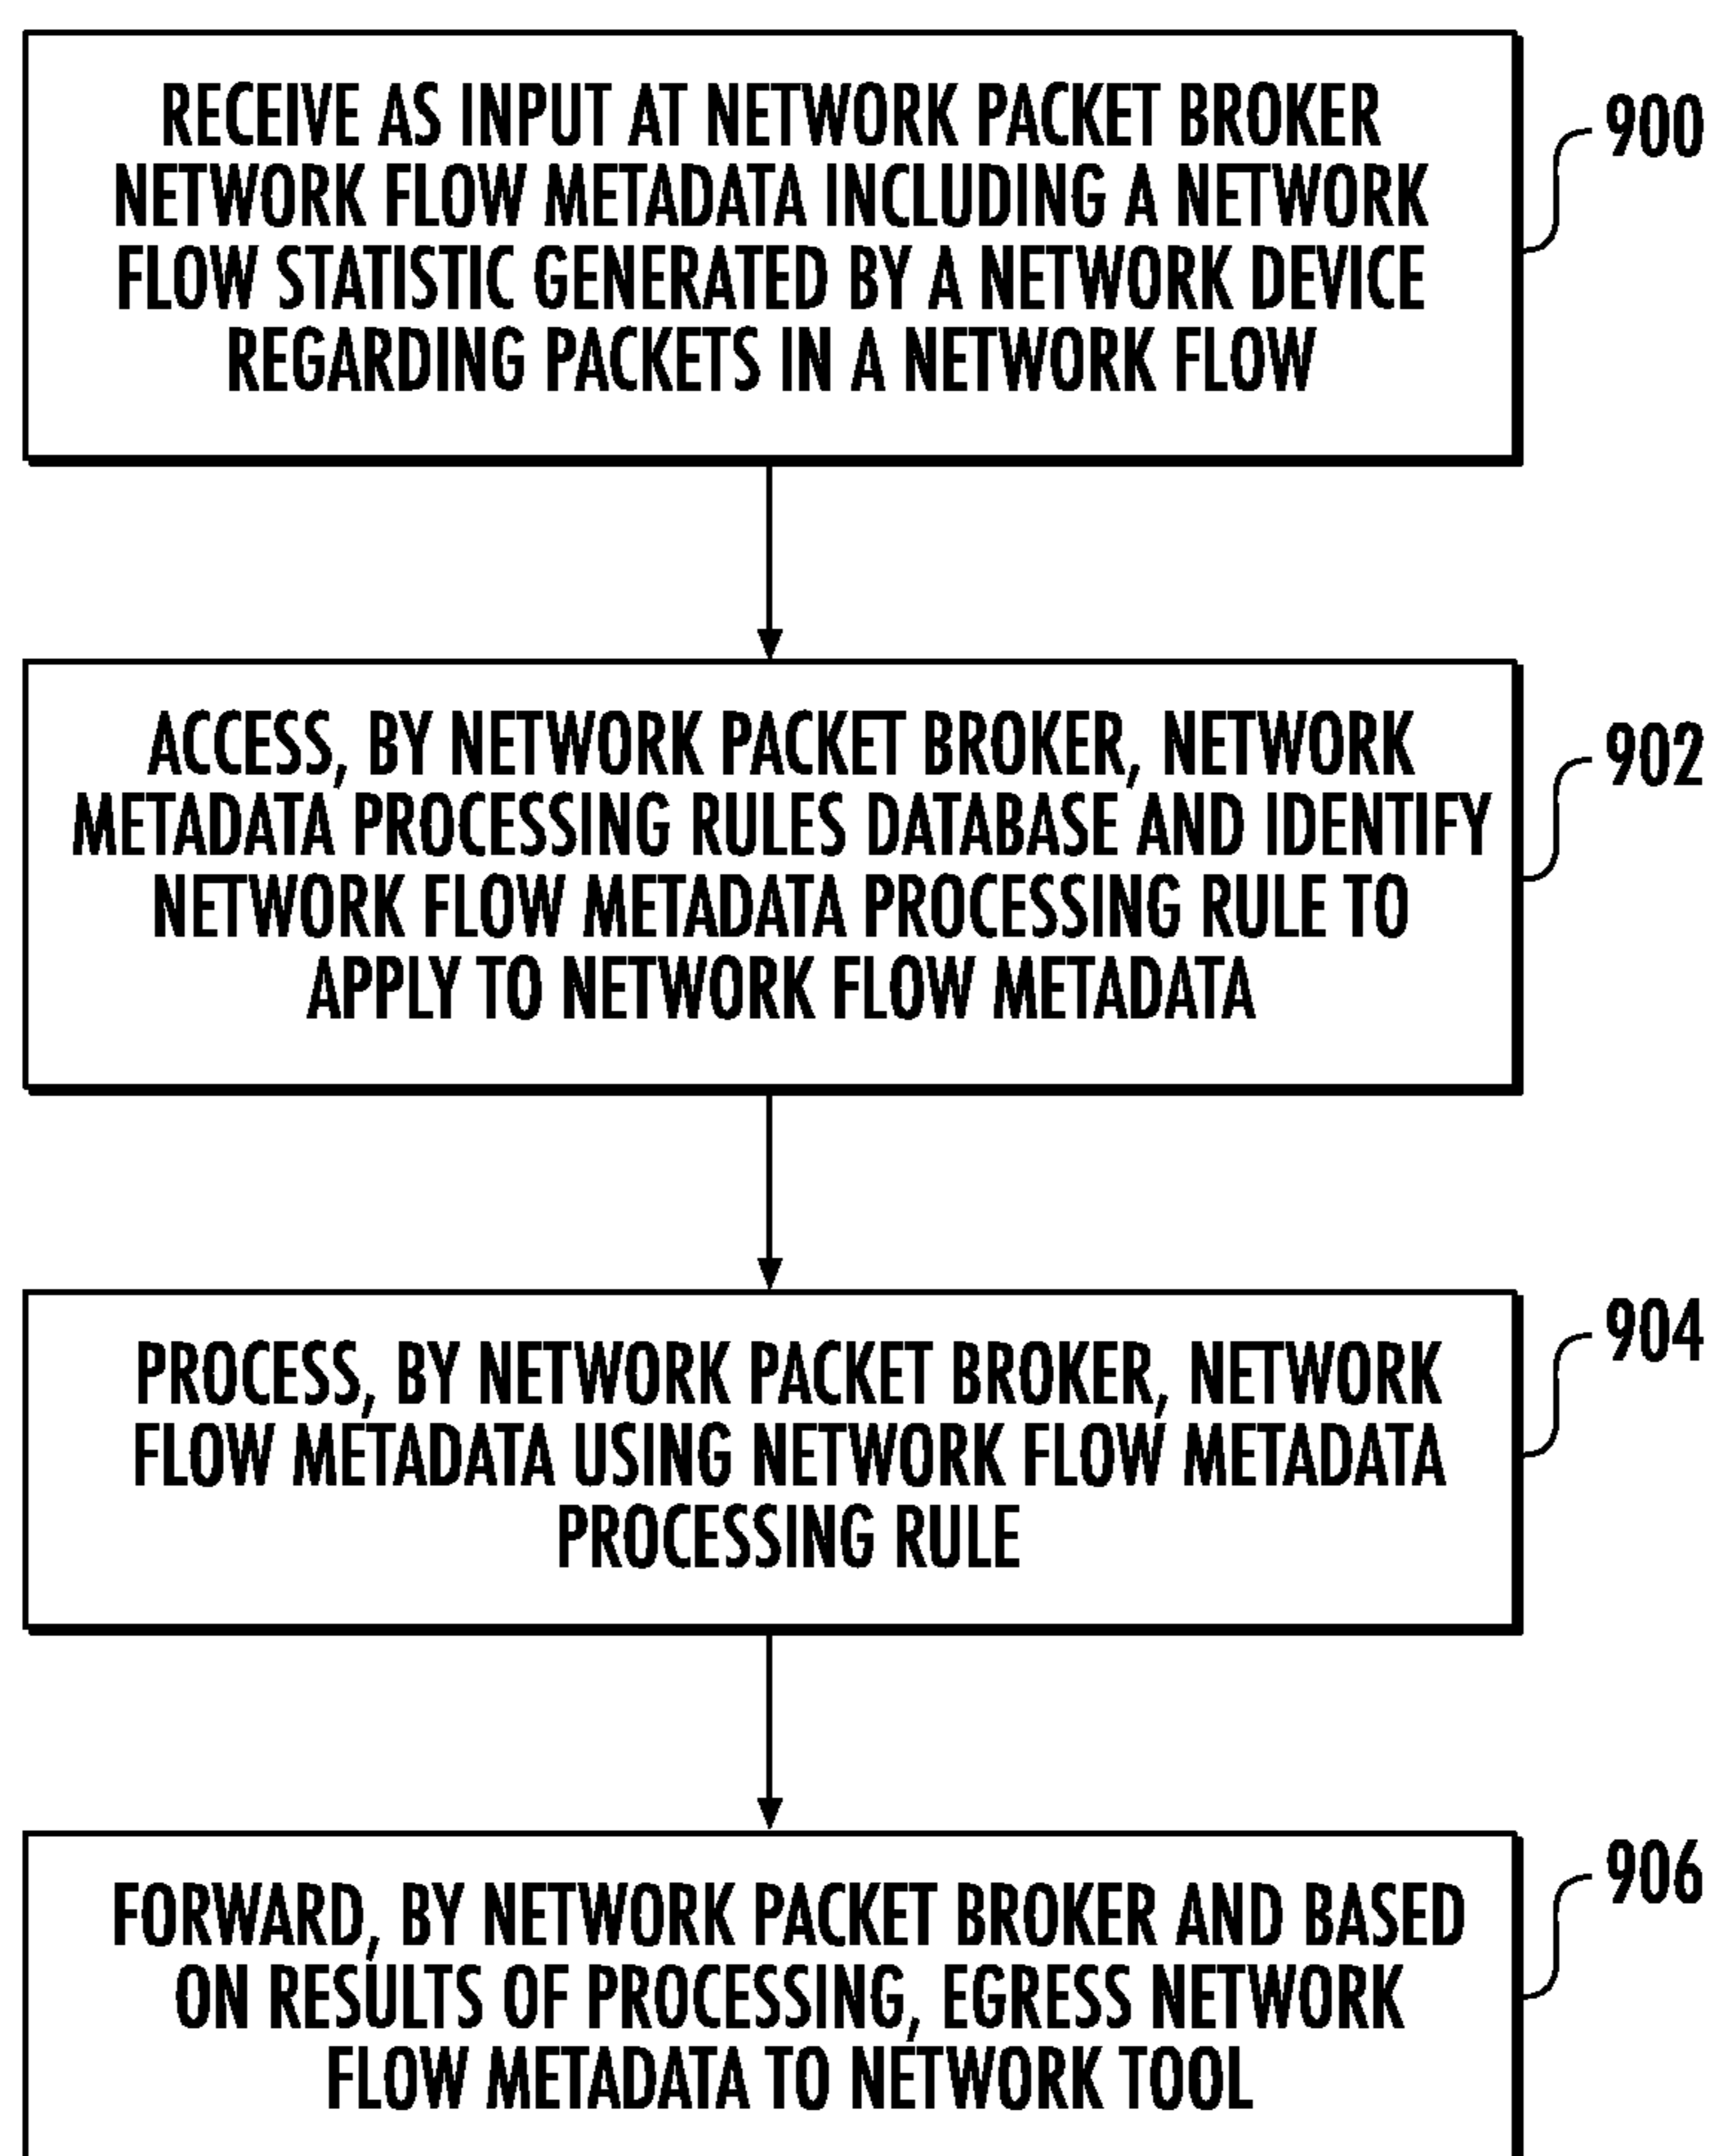 RECEIVE AS INPUT AT NETWORK PACKET BROKER
NETWORK FLOW METADATA INCLUDING A NETWORK
FLOW STATISTIC GENERATED BY A NETWORK DEVICE
REGARDING PACKETS IN A NETWORK FLOW
900
ACCESS, BY NETWORK PACKET BROKER, NETWORK
METADATA PROCESSING RULES DATABASE AND IDENTIFY
NETWORK FLOW METADATA PROCESSING RULE TO
APPLY TO NETWORK FLOW METADATA
902
PROCESS, BY NETWORK PACKET BROKER, NETWORK
FLOW METADATA USING NETWORK FLOW METADATA
PROCESSING RULE
904
FORWARD, BY NETWORK PACKET BROKER AND BASED
ON RESULTS OF PROCESSING, EGRESS NETWORK
FLOW METADATA TO NETWORK TOOL
906